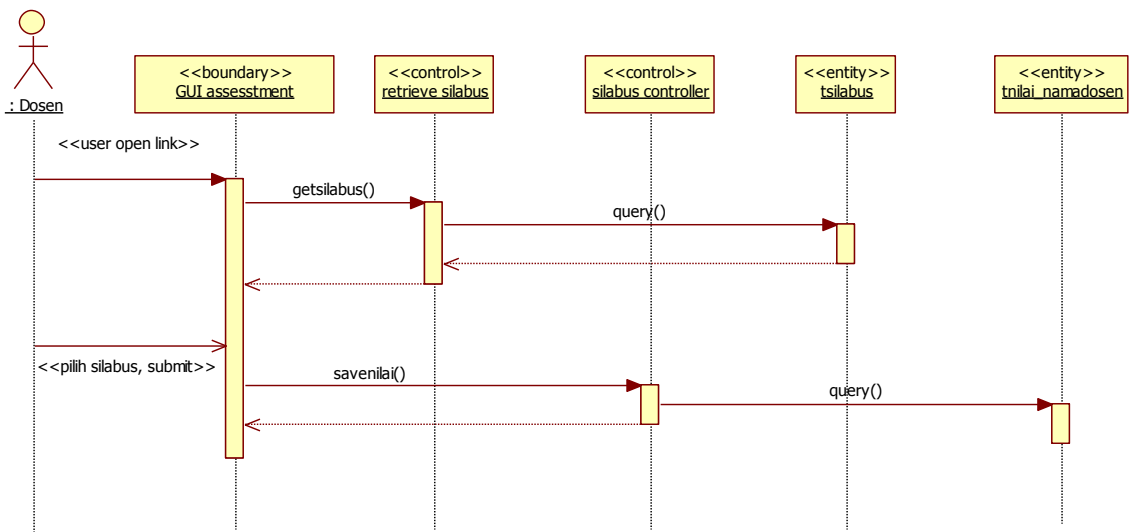 : Dosen
<<boundary>>
GUI assesstment
<<control>>
retrieve silabus
<<control>>
silabus controller
<<entity>>
tsilabus
<<entity>>
tnilai_namadosen
<<user open link>>
getsilabus()
query()
<<pilih silabus, submit>>
savenilai()
query()